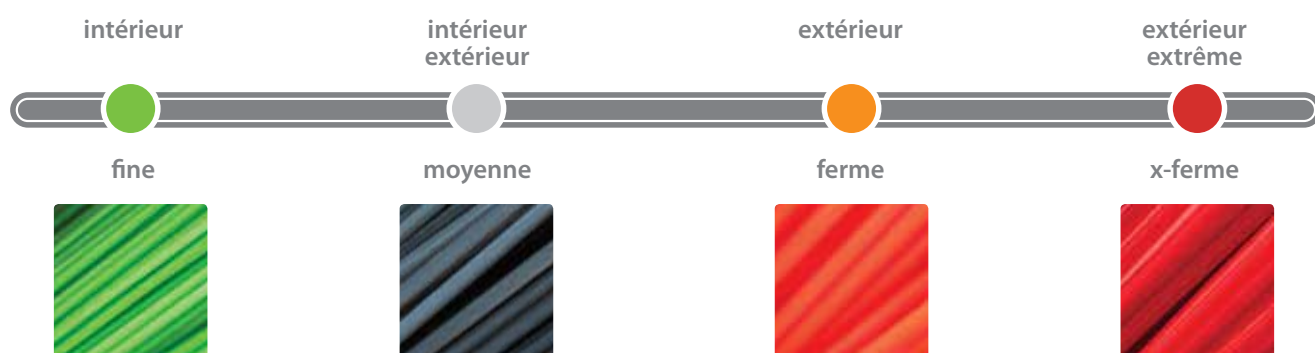 intérieur
intérieur
extérieur
extérieur
extérieur
extrême
fine
moyenne
ferme
x-ferme